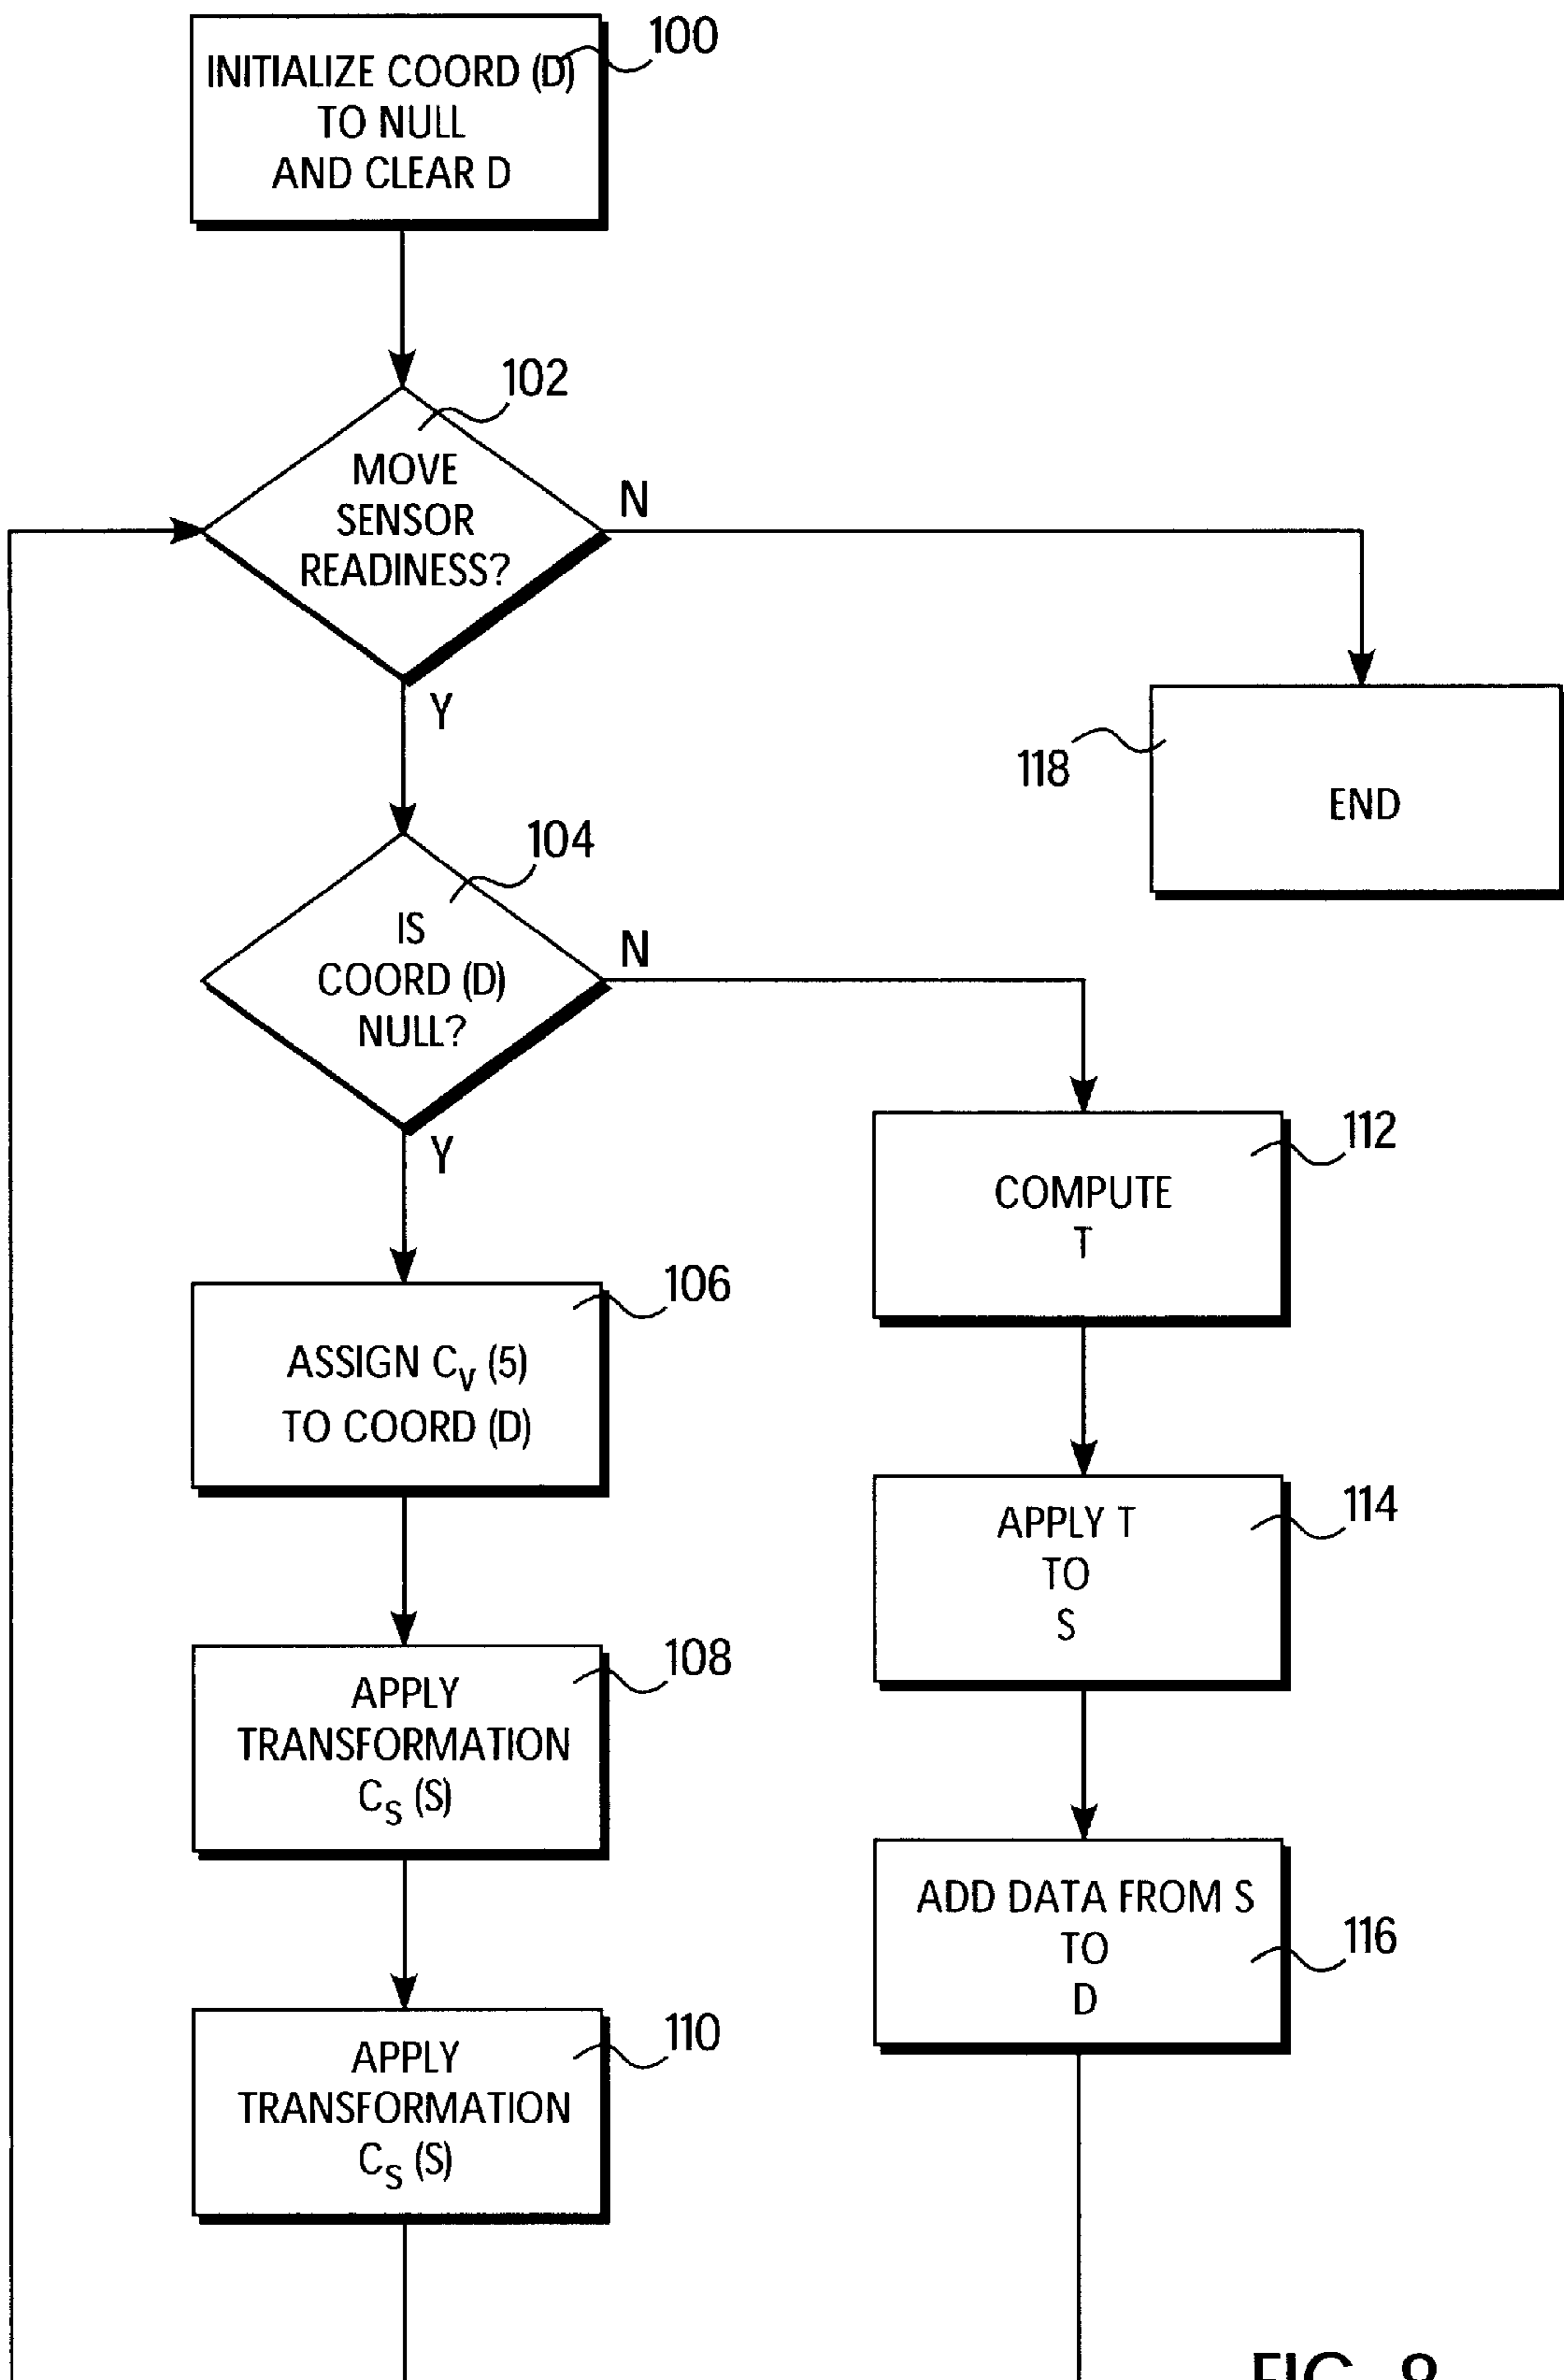 100
INITIALIZE COORD (D)
TO NULL
AND CLEAR D
102
MOVE
SENSOR
READINESS?
N
Y
118
END
104
IS
COORD (D)
NULL?
N
Y
112
COMPUTE
T
106
ASSIGN Cᵥ (5)
TO COORD (D)
114
APPLY T
TO
S
108
APPLY
TRANSFORMATION
Cₛ (S)
116
ADD DATA FROM S
TO
D
110
APPLY
TRANSFORMATION
Cₛ (S)
FIG. 8